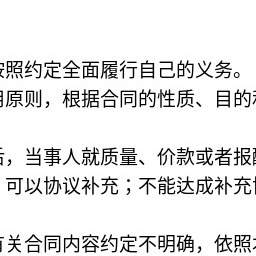 按照约定全面履行自己的义务。
用原则，根据合同的性质、目的和
后，当事人就质量、价款或者报酬
，可以协议补充；不能达成补充协
有关合同内容约定不明确，依照本